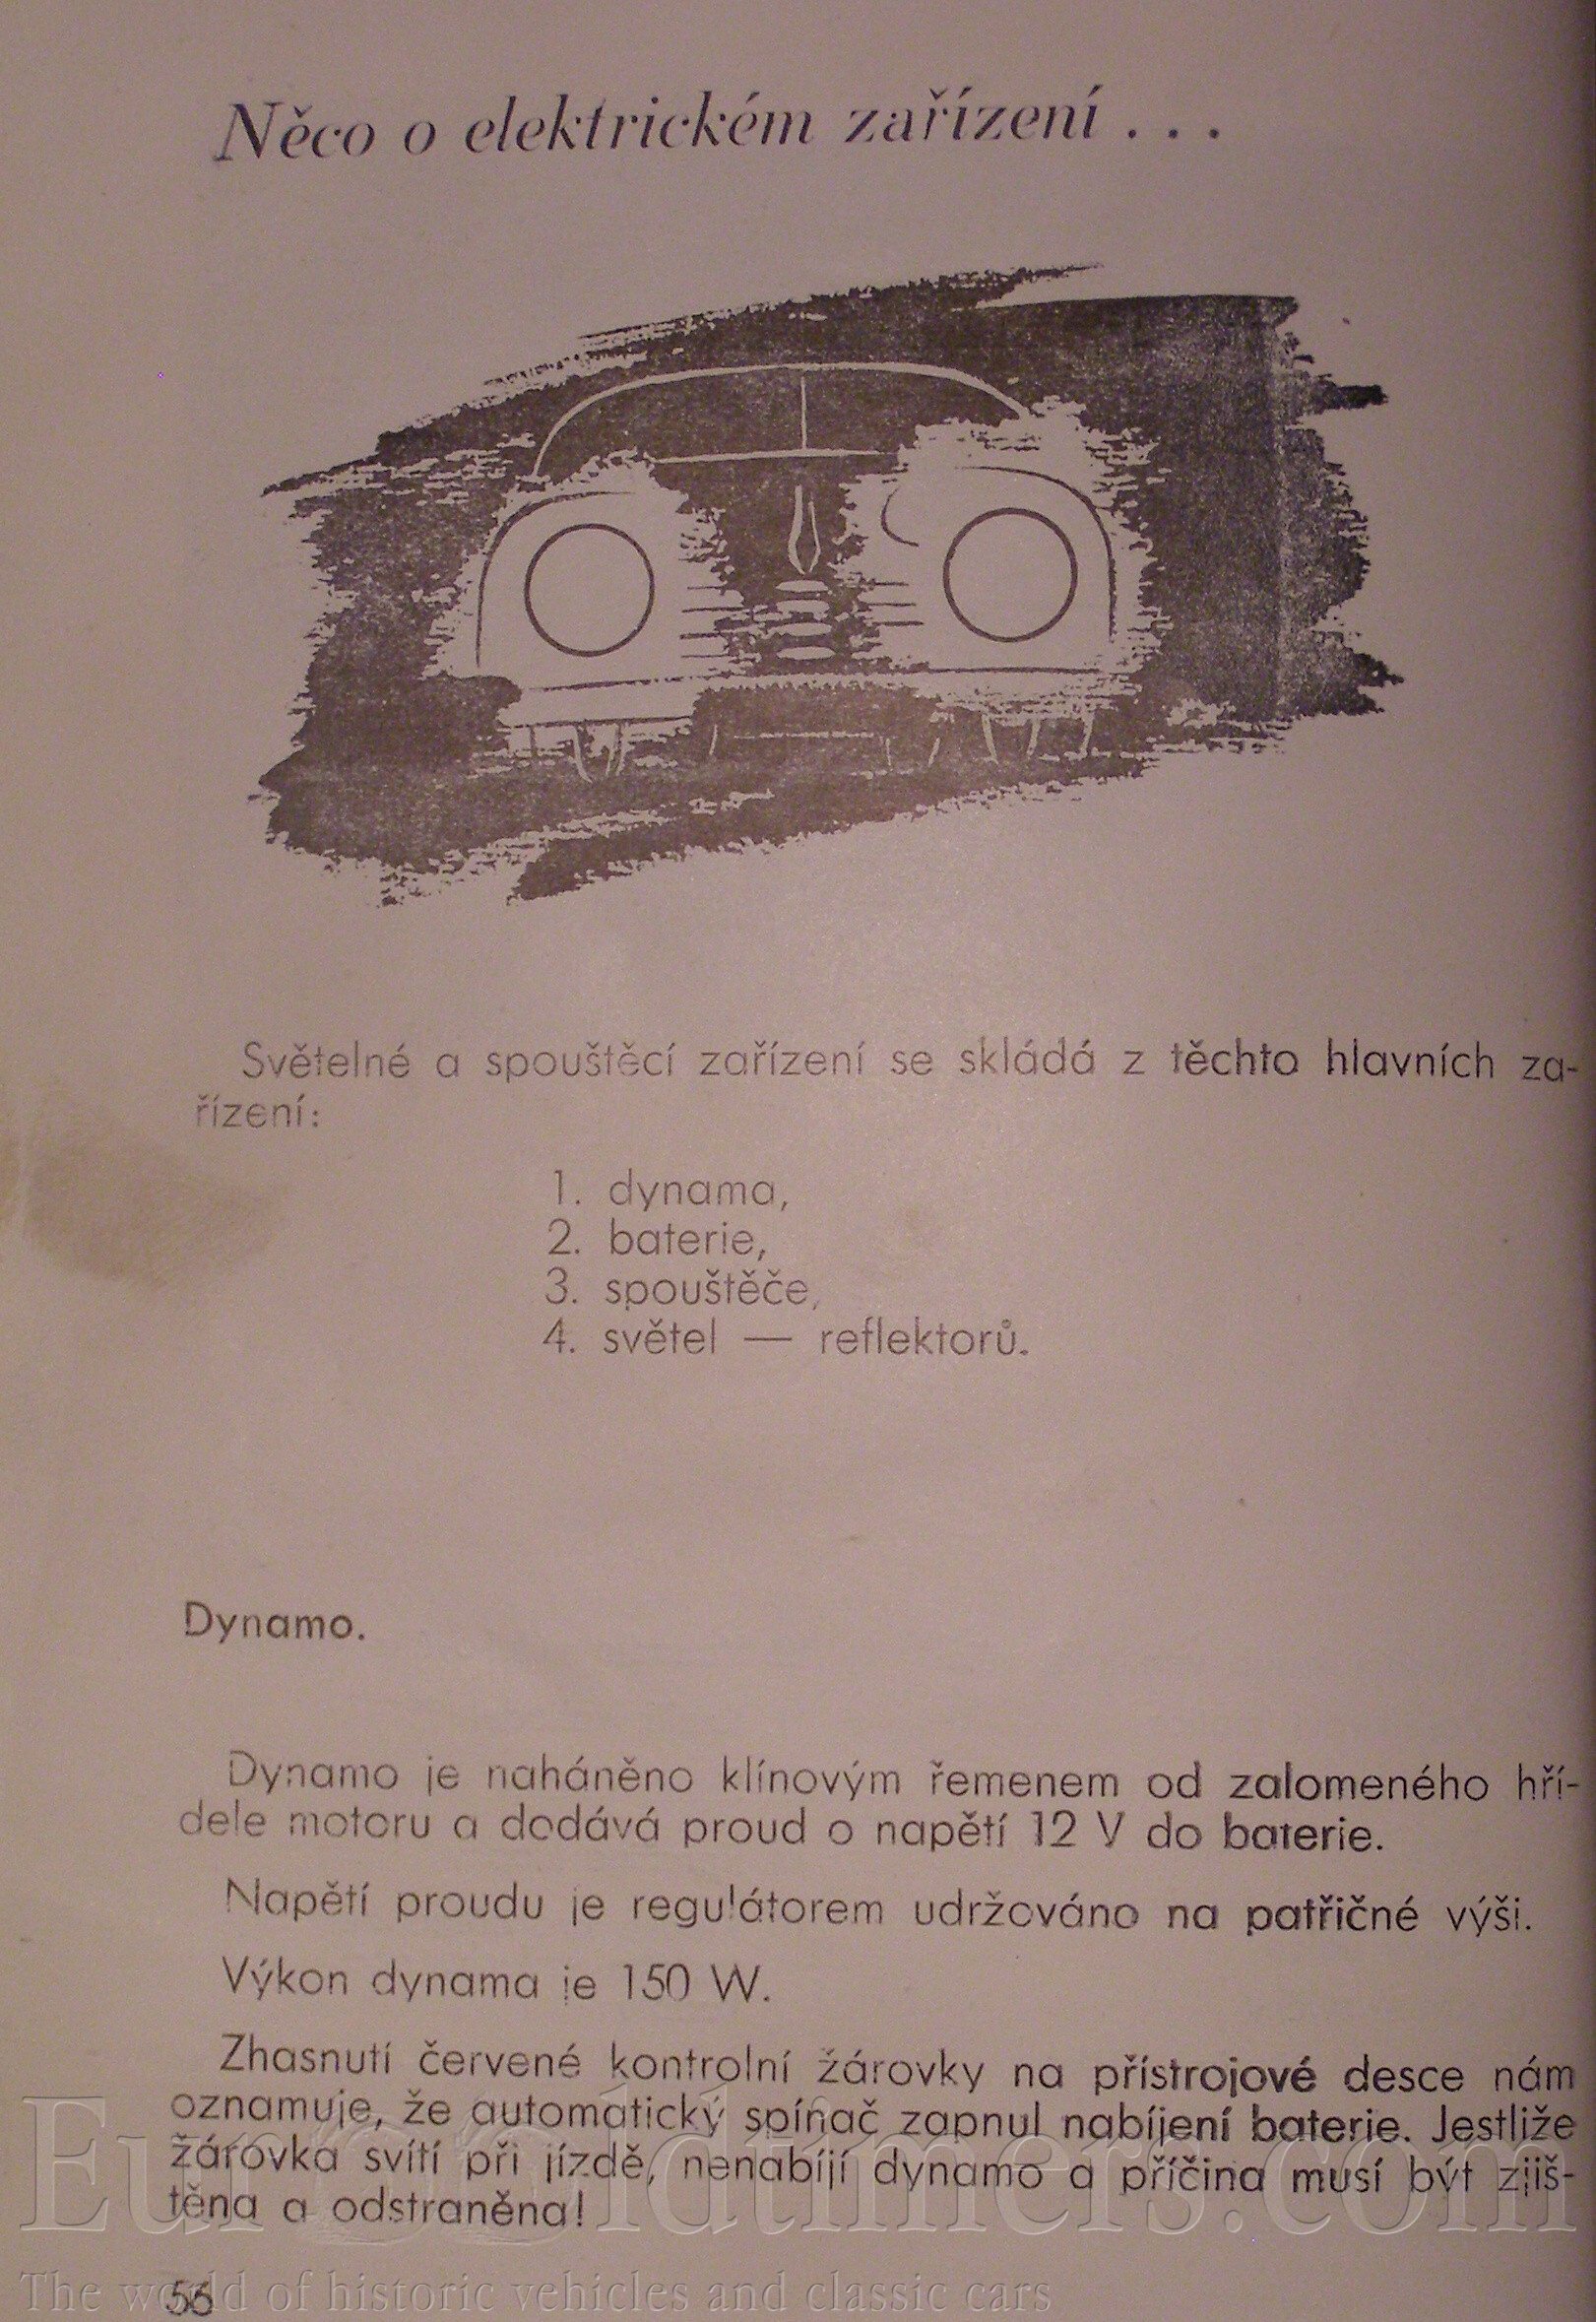 Něco o elektrickém zařízení . . .
Světelné a spouštěcí zařízení se skládá z těchto hlavních za-
řízení:
1. dynama,
2. baterie,
3. spouštěče,
4. světel — reflektorů.
Dynamo.
Dynamo je naháněno klínovým řemenem od zalomeného hří-
dele motoru a dodává proud o napětí 12 V do baterie.
Napětí proudu je regulátorem udržováno na patřičné výši.
Výkon dynama je 150 W.
Zhasnutí červené kontrolní žárovky na přístrojové desce nám
oznamuje, že automatický spínač zapnul nabíjení baterie. Jestliže
žárovka svítí při jízdě, nenabíjí dynamo a příčina musí být zjiš-
těna a odstraněna!
Eurooldtimers.com
The world of historic vehicles and classic cars
56